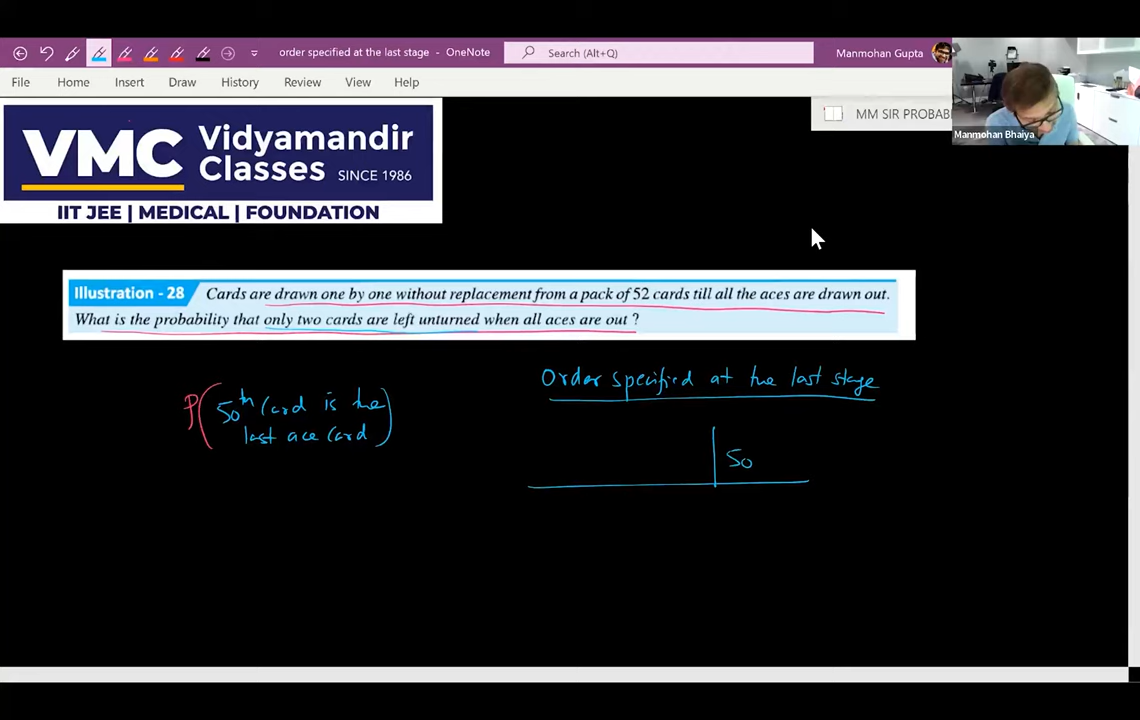 order specified at the last stage - OneNote
Search (Alt+Q)
Manmohan Gupta
File Home Insert Draw History Review View Help
MM SIR PROBAB
Manmohan Bhaiya
VMC Vidyamandir Classes SINCE 1986
IIT JEE | MEDICAL | FOUNDATION
Illustration - 28 Cards are drawn one by one without replacement from a pack of 52 cards till all the aces are drawn out.
What is the probability that only two cards are left unturned when all aces are out ?
Order specified at the last stage
P(50th Card is the
last ace Card)
50